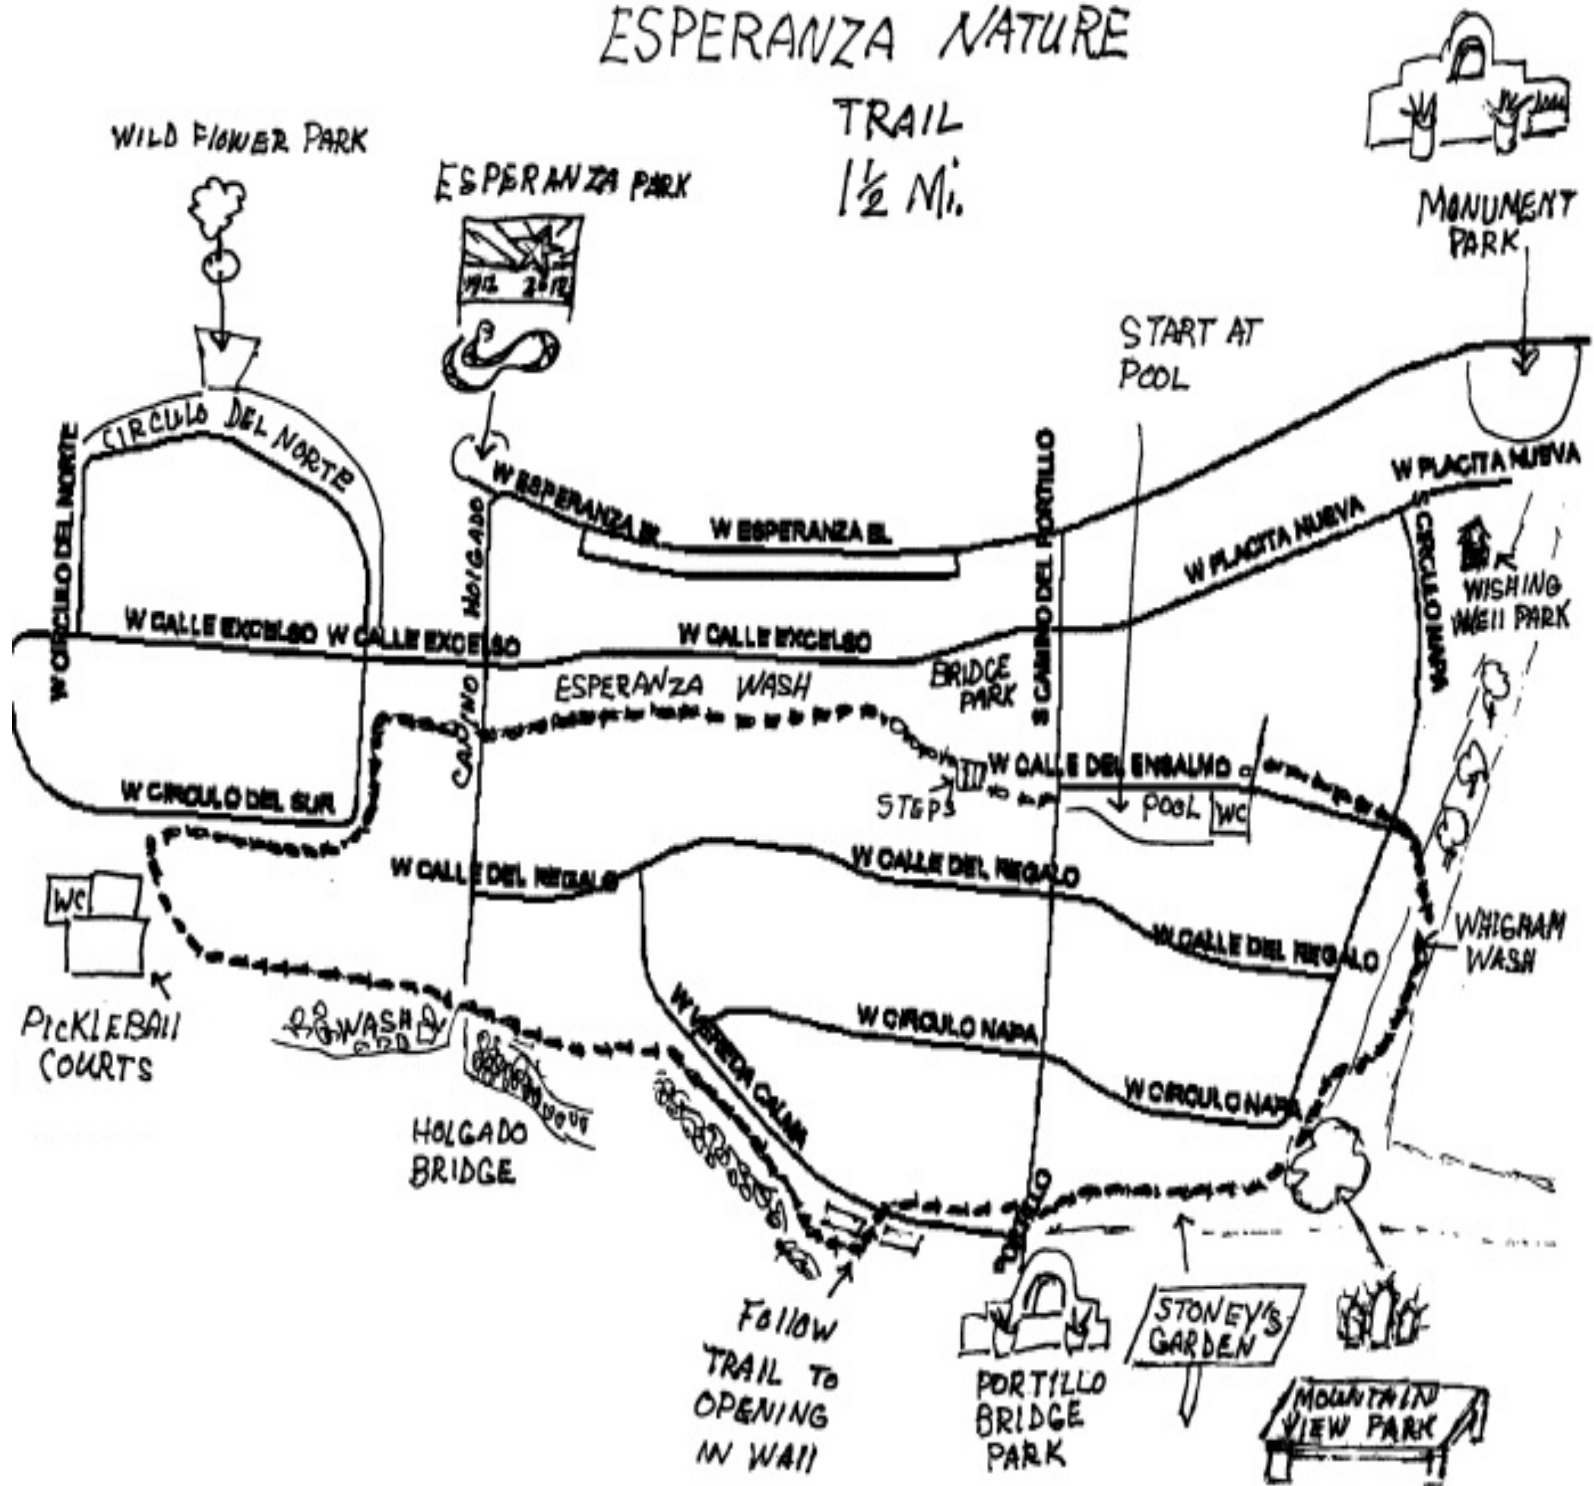 ESPERANZA NATURE
TRAIL
1½ Mi.
WILD FlOWER PARK
ESPERANZA PARK
1912 2012
MONUMENT
PARK
START AT
POOL
CIRCULO DEL NORTE
W CIRCULO DEL NORTE
CAMINO HOlGADO
W ESPERANZA BL
W ESPERANZA BL
S CAMINO DEL PORTILLO
W PLACITA NUEVA
W PLACITA NUEVA
S CIRCULO NAPA
WISHING
WEll PARK
W CALLE EXCELSO
W CALLE EXCELSO
W CALLE EXCELSO
ESPERANZA WASH
BRIDGE
PARK
W CALLE DEL ENSALMO
STEPS
POOL
WC
W CIRCULO DEL SUR
W CALLE DEL REGALO
W CALLE DEL REGALO
W CALLE DEL REGALO
WC
WHIGHAM
WASH
PICKLEBAll
COURTS
WASH
W VEREDA CALMA
W CIRCULO NAPA
W CIRCULO NAPA
HOLGADO
BRIDGE
PORTILLO
FOllOW
TRAIL TO
OPENING
IN WAll
PORTILLO
BRIDGE
PARK
STONEY'S
GARDEN
MOUNTAIN
VIEW PARK